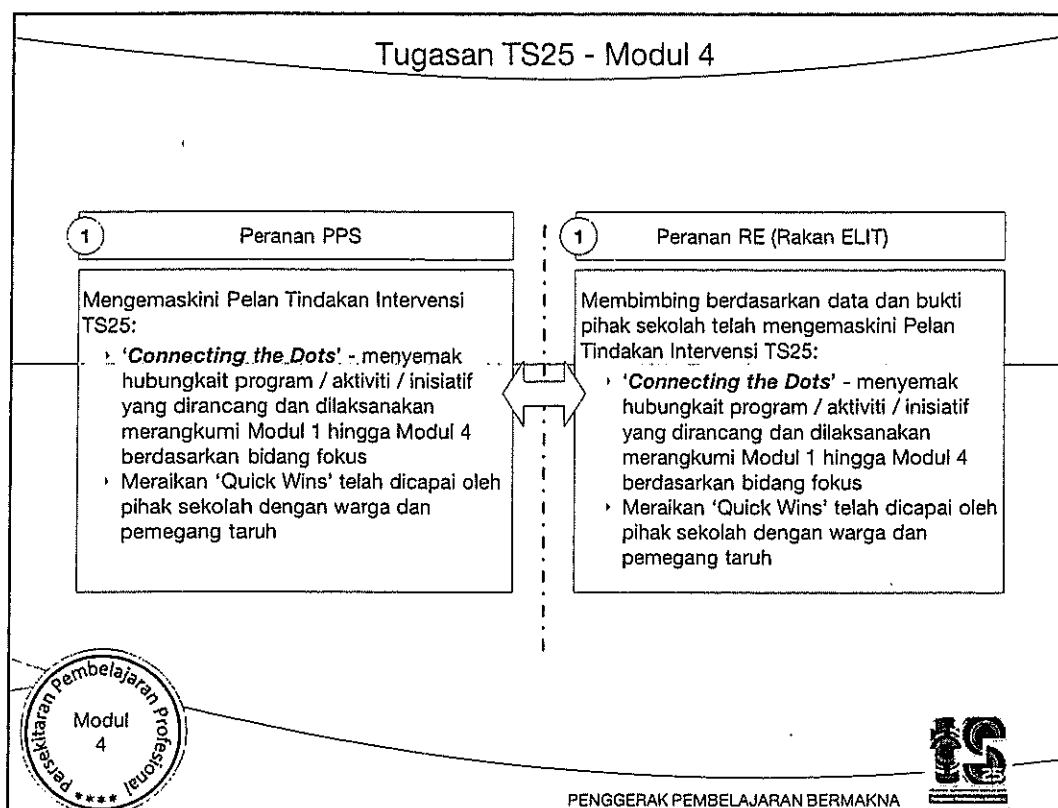 Tugasan TS25 - Modul 4
1
Peranan PPS
Mengemaskini Pelan Tindakan Intervensi
TS25:
‣ 'Connecting the Dots' - menyemak
hubungkait program / aktiviti / inisiatif
yang dirancang dan dilaksanakan
merangkumi Modul 1 hingga Modul 4
berdasarkan bidang fokus
‣ Meraikan 'Quick Wins' telah dicapai oleh
pihak sekolah dengan warga dan
pemegang taruh
1
Peranan RE (Rakan ELIT)
Membimbing berdasarkan data dan bukti
pihak sekolah telah mengemaskini Pelan
Tindakan Intervensi TS25:
‣ 'Connecting the Dots' - menyemak
hubungkait program / aktiviti / inisiatif
yang dirancang dan dilaksanakan
merangkumi Modul 1 hingga Modul 4
berdasarkan bidang fokus
‣ Meraikan 'Quick Wins' telah dicapai oleh
pihak sekolah dengan warga dan
pemegang taruh
Persekitaran Pembelajaran Profesional
Modul
4
****
TS
25
PENGGERAK PEMBELAJARAN BERMAKNA